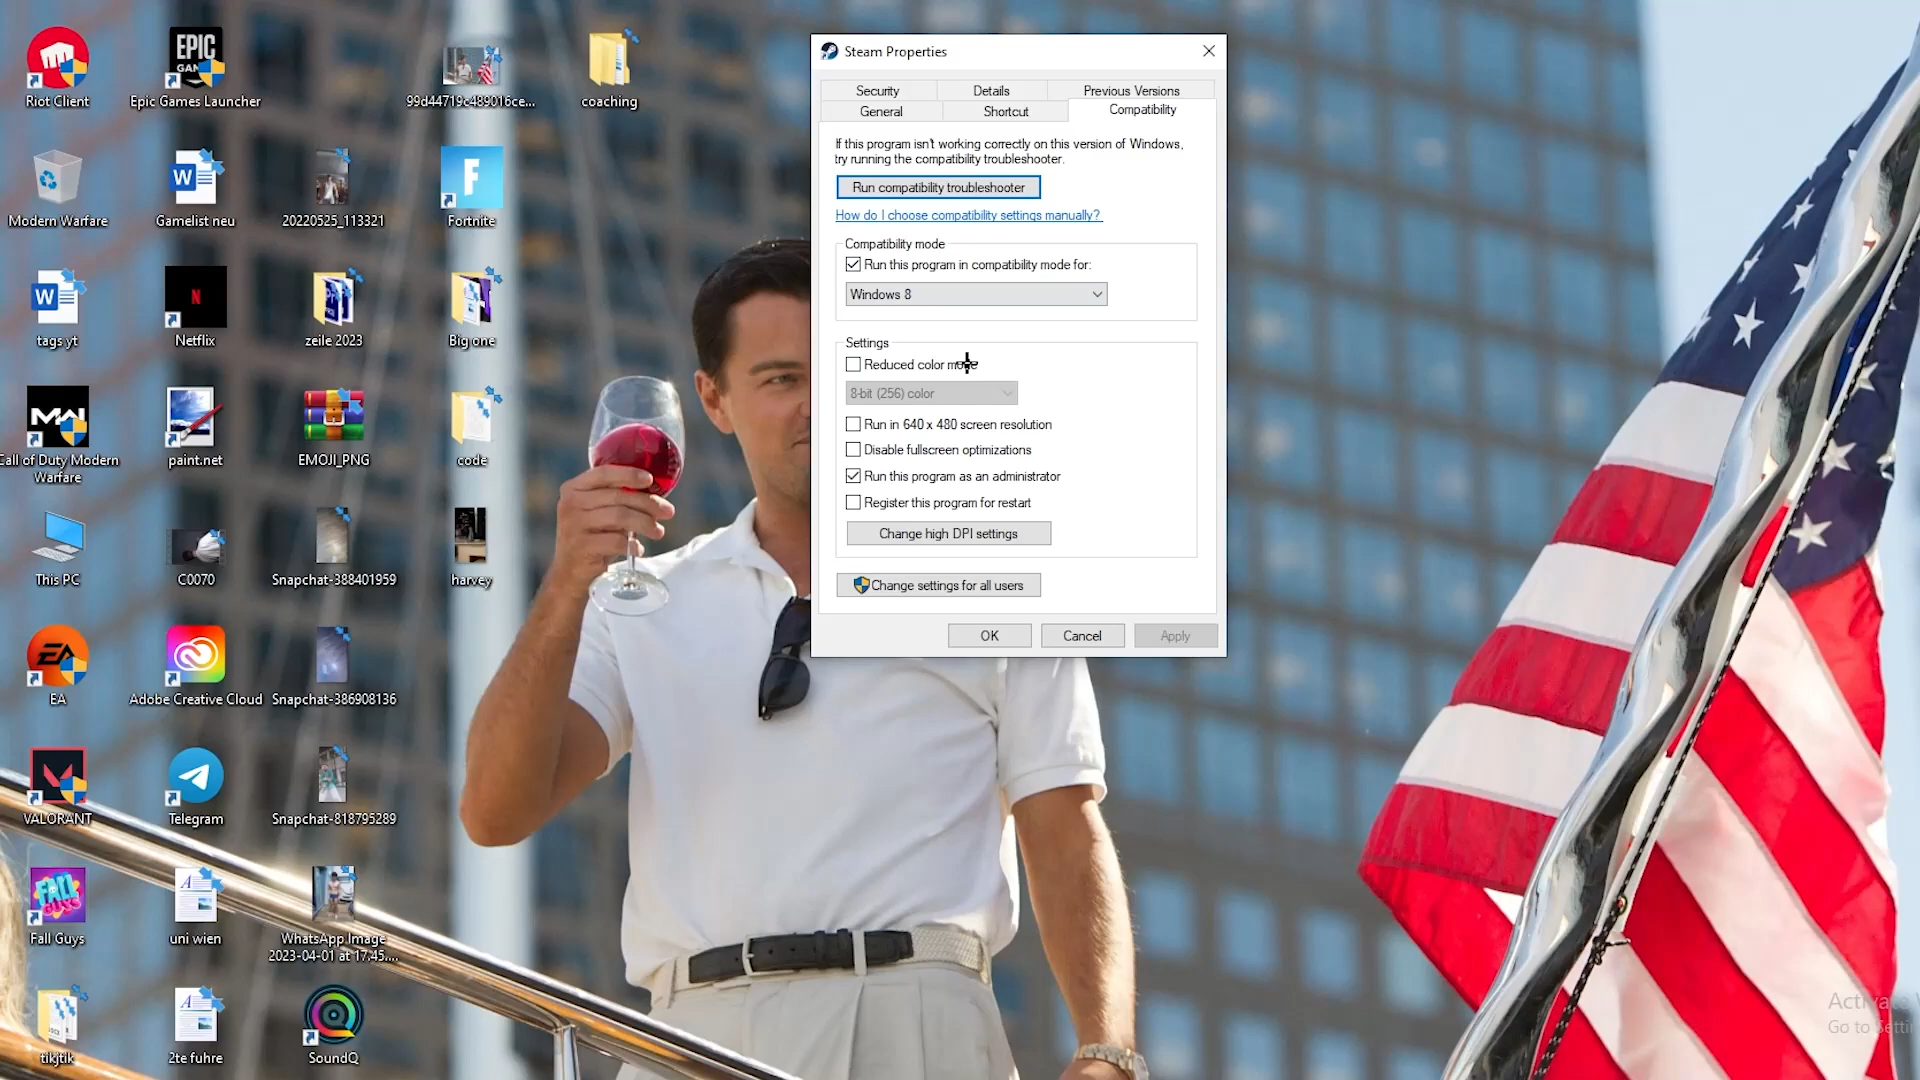 Riot Client
EPIC
Epic Games Launcher
99d44719c489016ce...
coaching
Modern Warfare
Gamelist neu
20220525_113321
Fortnite
tags yt
Netflix
zeile 2023
Big one
Call of Duty Modern
Warfare
paint.net
EMOJI_PNG
code
This PC
C0070
Snapchat-388401959
harvey
EA
Adobe Creative Cloud
Snapchat-386908136
VALORANT
Telegram
Snapchat-818795289
Fall Guys
uni wien
WhatsApp Image
2023-04-01 at 17.45....
tikjtik
2te fuhre
SoundQ
Steam Properties
Security
Details
Previous Versions
General
Shortcut
Compatibility
If this program isn't working correctly on this version of Windows,
try running the compatibility troubleshooter.
Run compatibility troubleshooter
How do I choose compatibility settings manually?
Compatibility mode
Run this program in compatibility mode for:
Windows 8
Settings
Reduced color mode
8-bit (256) color
Run in 640 x 480 screen resolution
Disable fullscreen optimizations
Run this program as an administrator
Register this program for restart
Change high DPI settings
Change settings for all users
OK
Cancel
Apply
Activate
Go to